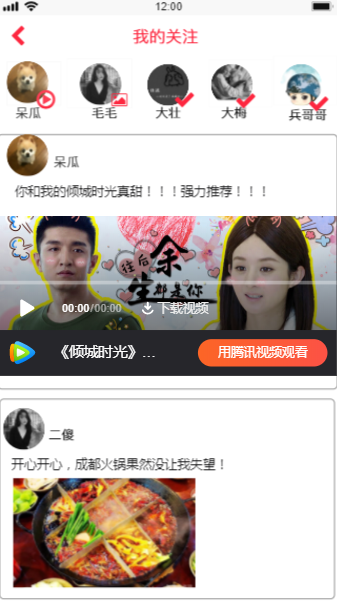 12:00
我的关注
呆瓜
毛毛
大壮
大梅
兵哥哥
呆瓜
你和我的倾城时光真甜！！！强力推荐！！！
往后余
生都是你
00:00/00:00
下载视频
《倾城时光》...
用腾讯视频观看
二傻
开心开心，成都火锅果然没让我失望！